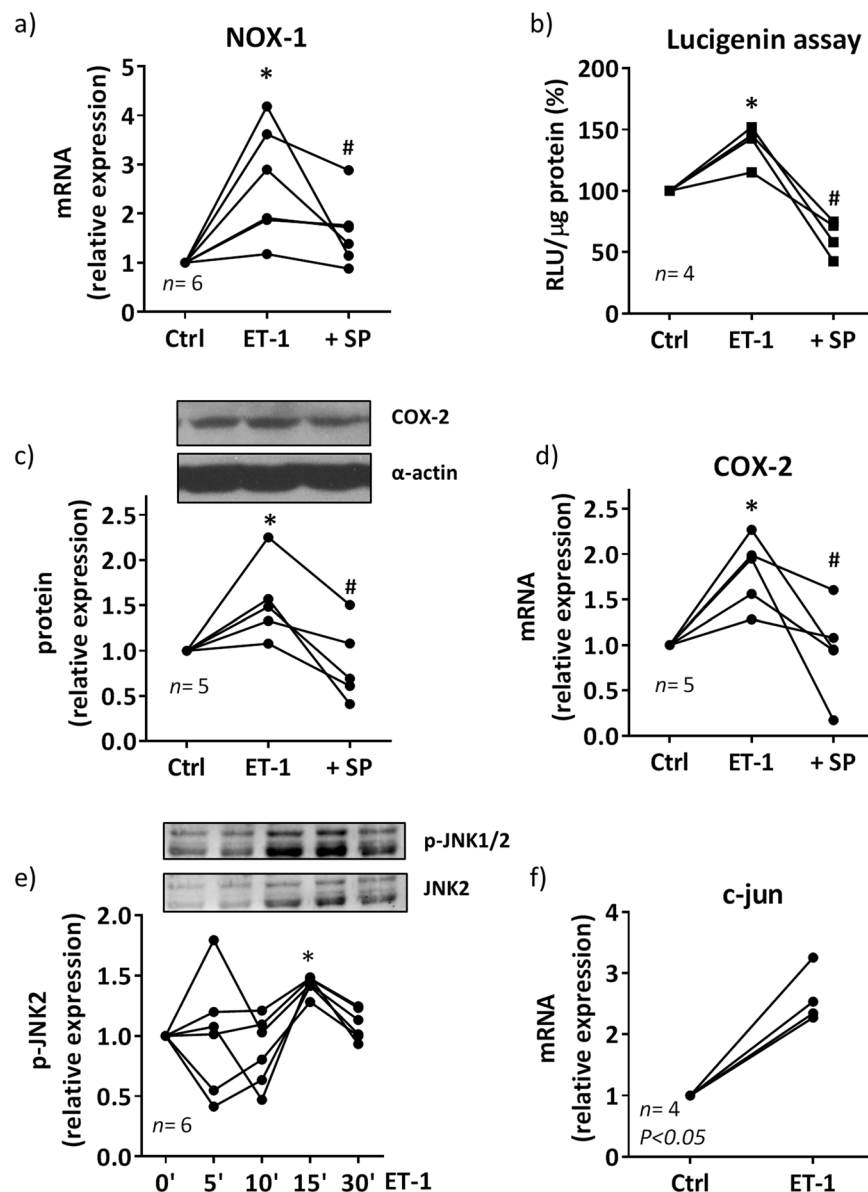 a)
NOX-1
mRNA
(relative expression)
5
4
3
2
1
0
*
#
n= 6
Ctrl ET-1 + SP
b)
Lucigenin assay
RLU/µg protein (%)
200
150
100
50
0
*
#
n= 4
Ctrl ET-1 + SP
c)
COX-2
α-actin
protein
(relative expression)
2.5
2.0
1.5
1.0
0.5
0.0
*
#
n= 5
Ctrl ET-1 + SP
d)
COX-2
mRNA
(relative expression)
2.5
2.0
1.5
1.0
0.5
0.0
*
#
n= 5
Ctrl ET-1 + SP
e)
p-JNK1/2
JNK2
p-JNK2
(relative expression)
2.0
1.5
1.0
0.5
0.0
*
n= 6
0' 5' 10' 15' 30' ET-1
f)
c-jun
mRNA
(relative expression)
4
3
2
1
0
n= 4
P<0.05
Ctrl ET-1